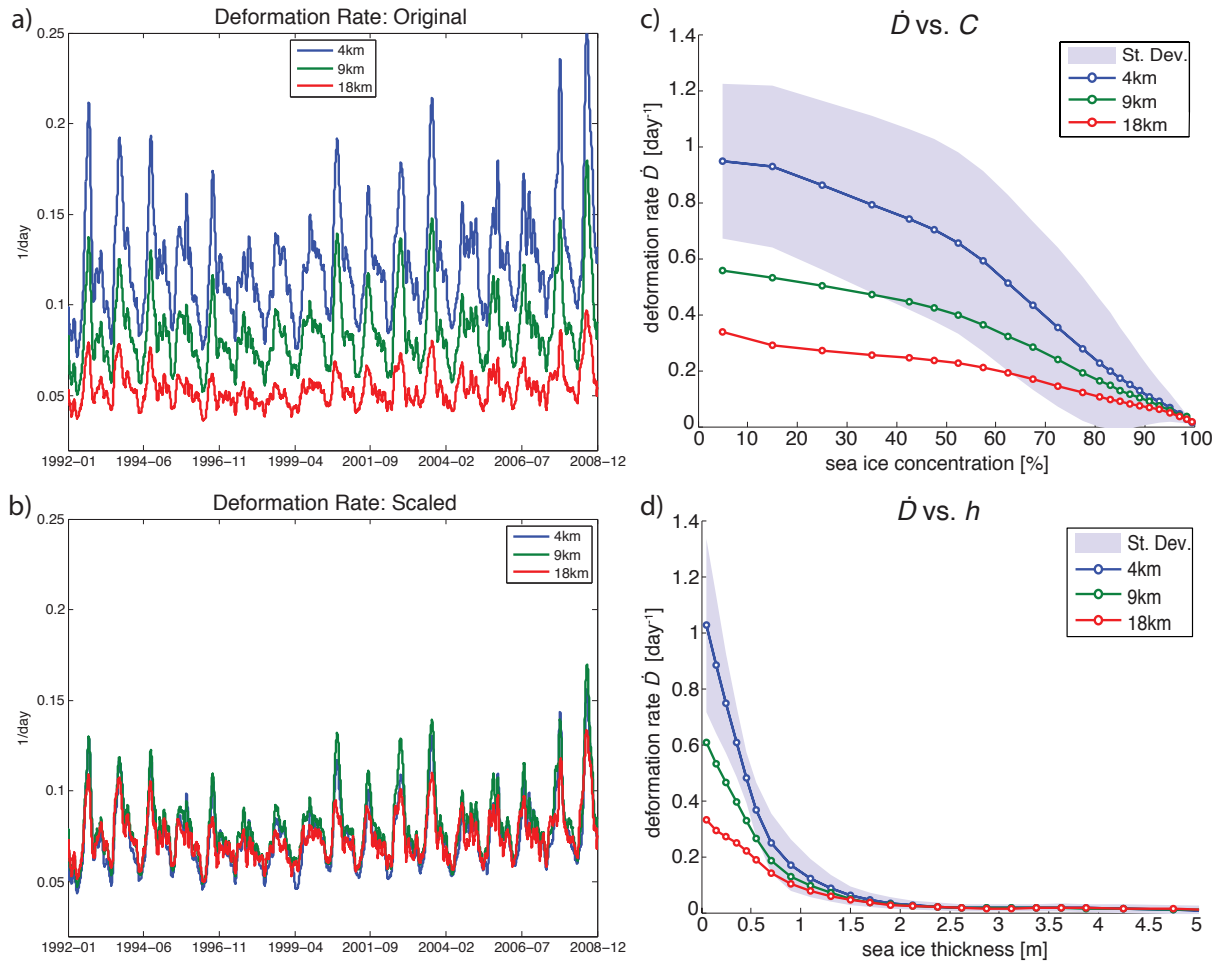 a)
Deformation Rate: Original
0.25
0.2
0.15
0.1
0.05
1/day
4km
9km
18km
1992−01 1994−06 1996−11 1999−04 2001−09 2004−02 2006−07 2008−12
b)
Deformation Rate: Scaled
0.25
0.2
0.15
0.1
0.05
1/day
4km
9km
18km
1992−01 1994−06 1996−11 1999−04 2001−09 2004−02 2006−07 2008−12
c)
Ḋ vs. C
1.4
1.2
1
0.8
0.6
0.4
0.2
0
deformation rate Ḋ [day⁻¹]
St. Dev.
4km
9km
18km
0 10 20 30 40 50 60 70 80 90 100
sea ice concentration [%]
d)
Ḋ vs. h
1.4
1.2
1
0.8
0.6
0.4
0.2
0
deformation rate Ḋ [day⁻¹]
St. Dev.
4km
9km
18km
0 0.5 1 1.5 2 2.5 3 3.5 4 4.5 5
sea ice thickness [m]